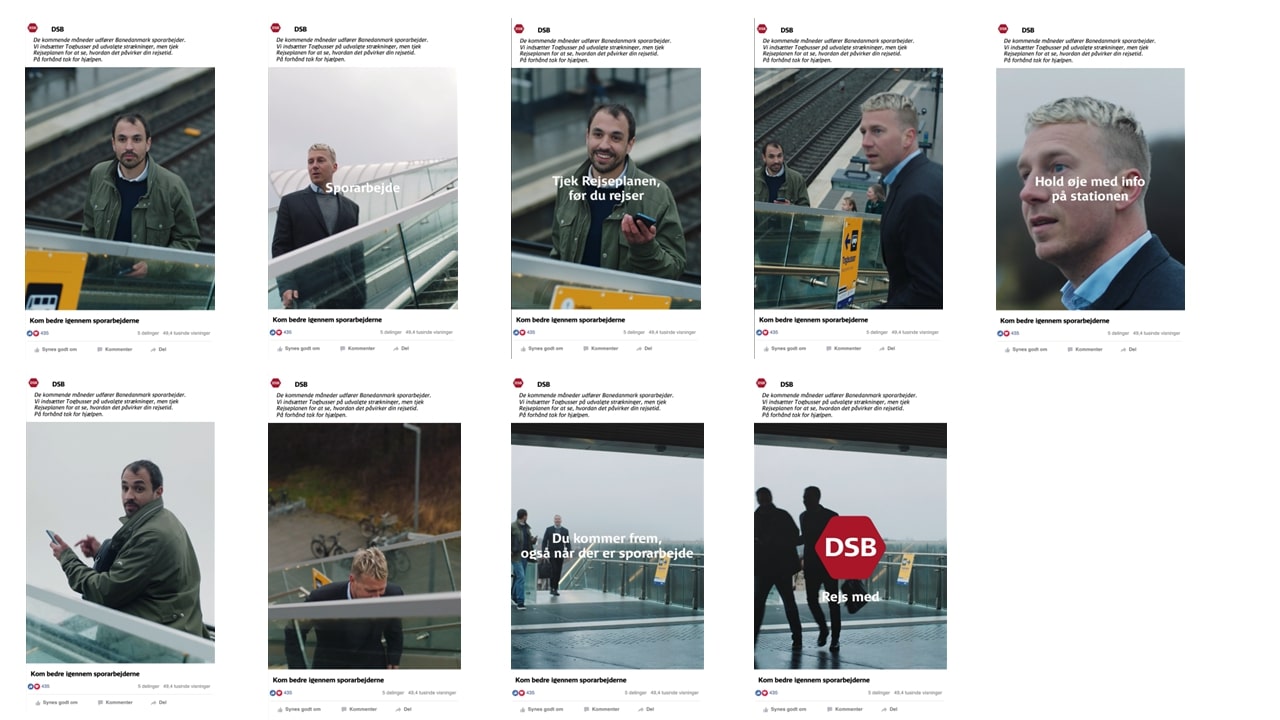 DSB DSB
De kommende måneder udfører Banedanmark sporarbejder.
Vi indsætter Togbusser på udvalgte strækninger, men tjek
Rejseplanen for at se, hvordan det påvirker din rejsetid.
På forhånd tak for hjælpen.
Kom bedre igennem sporarbejderne
435 5 delinger 49,4 tusinde visninger
Synes godt om Kommenter Del
DSB DSB
De kommende måneder udfører Banedanmark sporarbejder.
Vi indsætter Togbusser på udvalgte strækninger, men tjek
Rejseplanen for at se, hvordan det påvirker din rejsetid.
På forhånd tak for hjælpen.
Sporarbejde
Kom bedre igennem sporarbejderne
435 5 delinger 49,4 tusinde visninger
Synes godt om Kommenter Del
DSB DSB
De kommende måneder udfører Banedanmark sporarbejder.
Vi indsætter Togbusser på udvalgte strækninger, men tjek
Rejseplanen for at se, hvordan det påvirker din rejsetid.
På forhånd tak for hjælpen.
Tjek Rejseplanen,
før du rejser
Kom bedre igennem sporarbejderne
435 5 delinger 49,4 tusinde visninger
Synes godt om Kommenter Del
DSB DSB
De kommende måneder udfører Banedanmark sporarbejder.
Vi indsætter Togbusser på udvalgte strækninger, men tjek
Rejseplanen for at se, hvordan det påvirker din rejsetid.
På forhånd tak for hjælpen.
Togbusser
Kom bedre igennem sporarbejderne
435 5 delinger 49,4 tusinde visninger
Synes godt om Kommenter Del
DSB DSB
De kommende måneder udfører Banedanmark sporarbejder.
Vi indsætter Togbusser på udvalgte strækninger, men tjek
Rejseplanen for at se, hvordan det påvirker din rejsetid.
På forhånd tak for hjælpen.
Hold øje med info
på stationen
Kom bedre igennem sporarbejderne
435 5 delinger 49,4 tusinde visninger
Synes godt om Kommenter Del
DSB DSB
De kommende måneder udfører Banedanmark sporarbejder.
Vi indsætter Togbusser på udvalgte strækninger, men tjek
Rejseplanen for at se, hvordan det påvirker din rejsetid.
På forhånd tak for hjælpen.
Kom bedre igennem sporarbejderne
435 5 delinger 49,4 tusinde visninger
Synes godt om Kommenter Del
DSB DSB
De kommende måneder udfører Banedanmark sporarbejder.
Vi indsætter Togbusser på udvalgte strækninger, men tjek
Rejseplanen for at se, hvordan det påvirker din rejsetid.
På forhånd tak for hjælpen.
Kom bedre igennem sporarbejderne
435 5 delinger 49,4 tusinde visninger
Synes godt om Kommenter Del
DSB DSB
De kommende måneder udfører Banedanmark sporarbejder.
Vi indsætter Togbusser på udvalgte strækninger, men tjek
Rejseplanen for at se, hvordan det påvirker din rejsetid.
På forhånd tak for hjælpen.
Du kommer frem,
også når der er sporarbejde
Kom bedre igennem sporarbejderne
435 5 delinger 49,4 tusinde visninger
Synes godt om Kommenter Del
DSB DSB
De kommende måneder udfører Banedanmark sporarbejder.
Vi indsætter Togbusser på udvalgte strækninger, men tjek
Rejseplanen for at se, hvordan det påvirker din rejsetid.
På forhånd tak for hjælpen.
DSB
Rejs med
Kom bedre igennem sporarbejderne
435 5 delinger 49,4 tusinde visninger
Synes godt om Kommenter Del